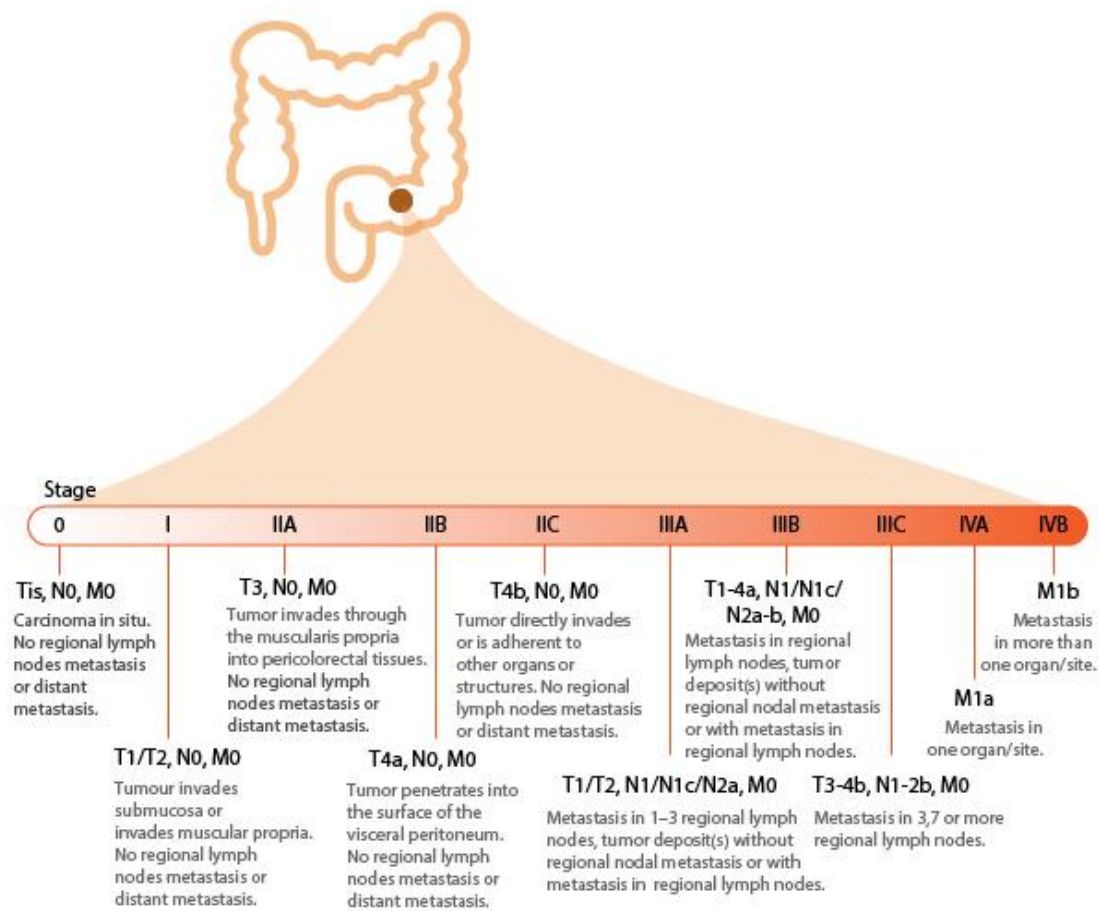 Stage
0 I IIA IIB IIC IIIA IIIB IIIC IVA IVB
Tis, N0, M0
Carcinoma in situ.
No regional lymph
nodes metastasis
or distant
metastasis.
T1/T2, N0, M0
Tumour invades
submucosa or
invades muscular propria.
No regional lymph
nodes metastasis or
distant metastasis.
T3, N0, M0
Tumor invades through
the muscularis propria
into pericolorectal tissues.
No regional lymph
nodes metastasis or
distant metastasis.
T4a, N0, M0
Tumor penetrates into
the surface of the
visceral peritoneum.
No regional lymph
nodes metastasis or
distant metastasis.
T4b, N0, M0
Tumor directly invades
or is adherent to
other organs or
structures. No regional
lymph nodes metastasis
or distant metastasis.
T1/T2, N1/N1c/N2a, M0
Metastasis in 1–3 regional lymph
nodes, tumor deposit(s) without
regional nodal metastasis or with
metastasis in regional lymph nodes.
T1-4a, N1/N1c/
N2a-b, M0
Metastasis in regional
lymph nodes, tumor
deposit(s) without
regional nodal metastasis
or with metastasis in
regional lymph nodes.
T3-4b, N1-2b, M0
Metastasis in 3,7 or more
regional lymph nodes.
M1a
Metastasis in
one organ/site.
M1b
Metastasis
in more than
one organ/site.